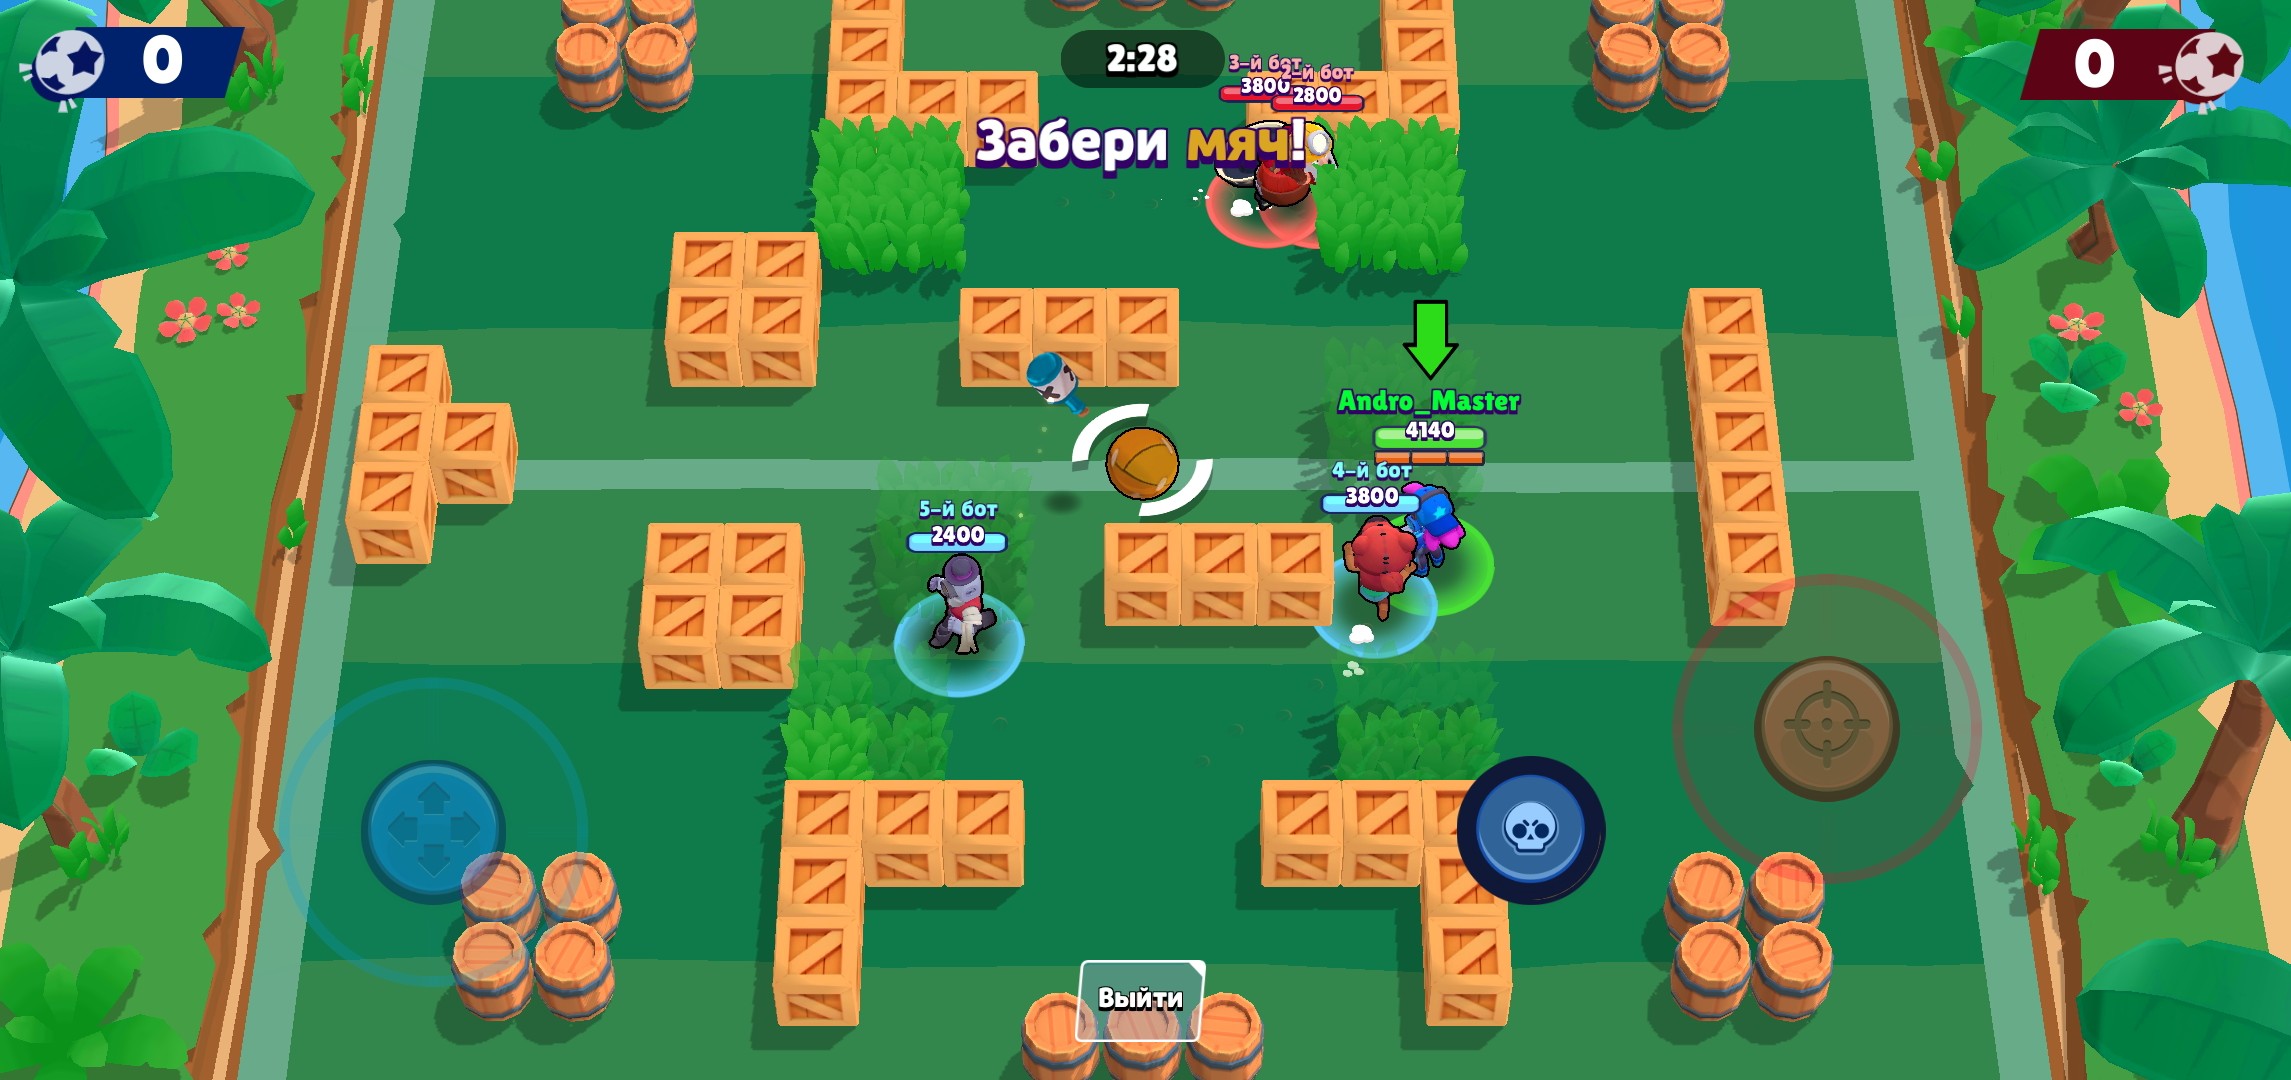 0
2:28
0
3-й бот
3800
2-й бот
2800
Забери мяч!
Andro_Master
4140
4-й бот
3800
5-й бот
2400
Выйти